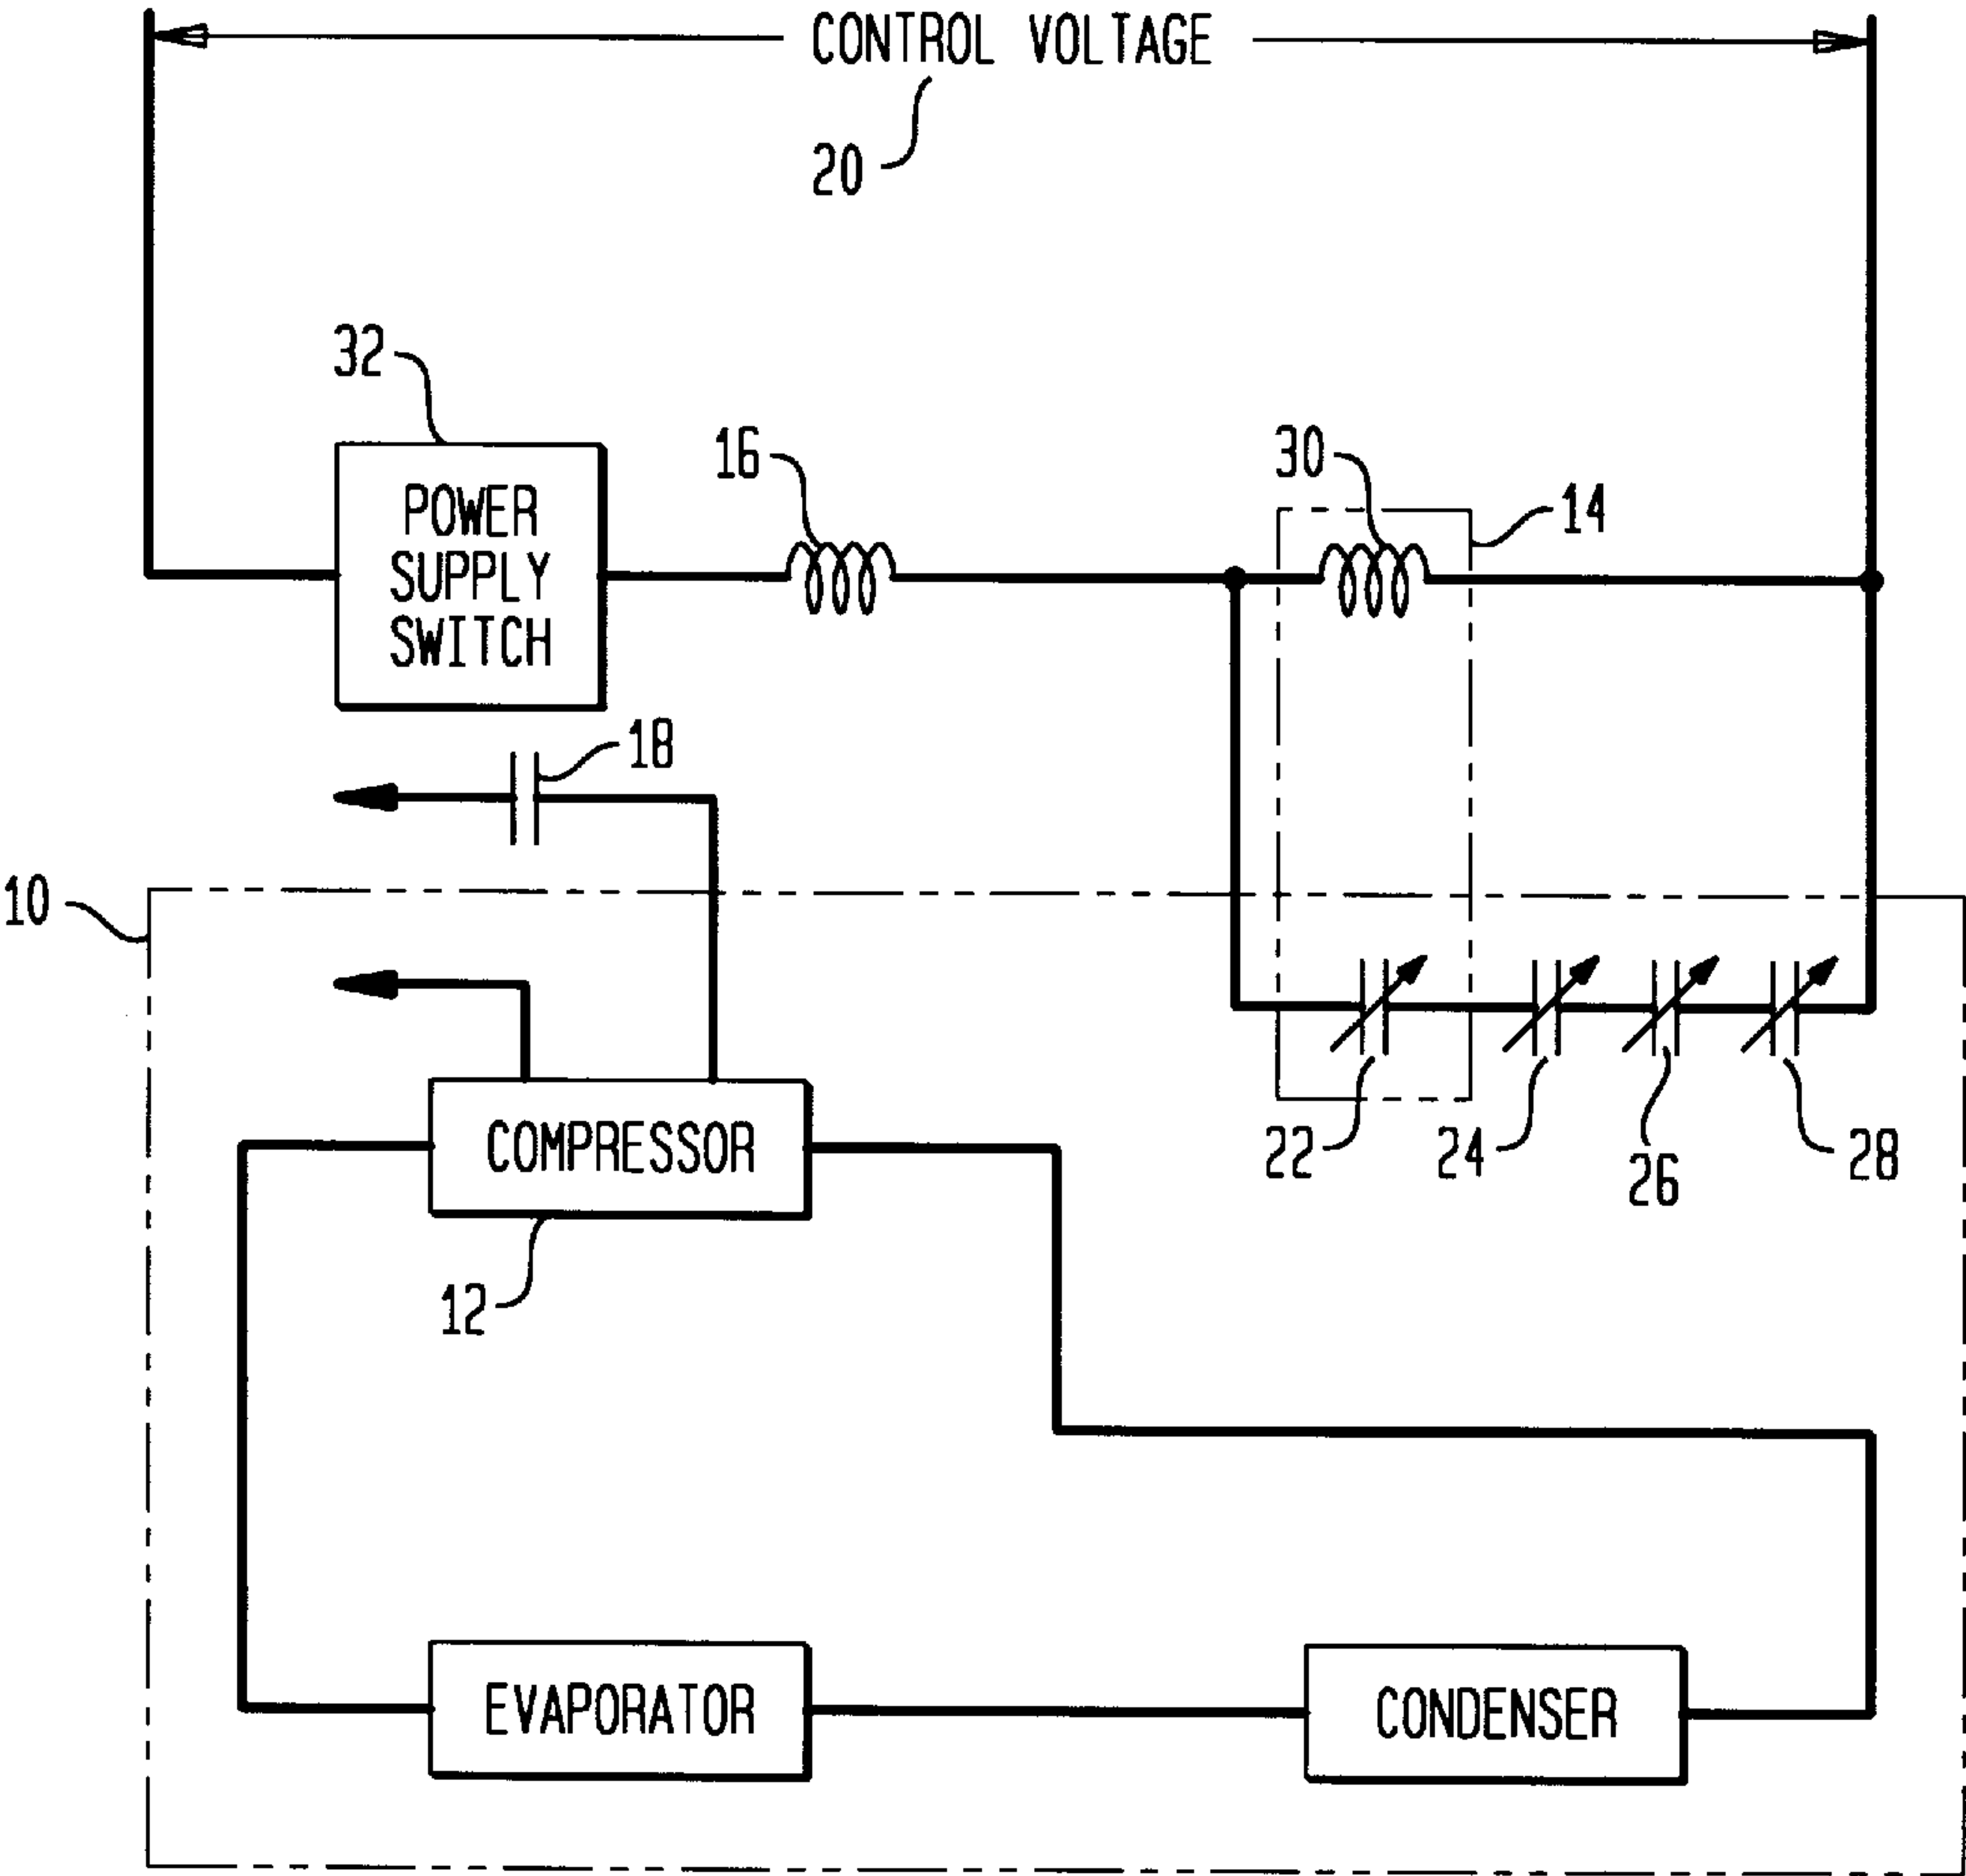 CONTROL VOLTAGE
20
32
POWER
SUPPLY
SWITCH
16
30
14
18
10
COMPRESSOR
12
22
24
26
28
EVAPORATOR
CONDENSER